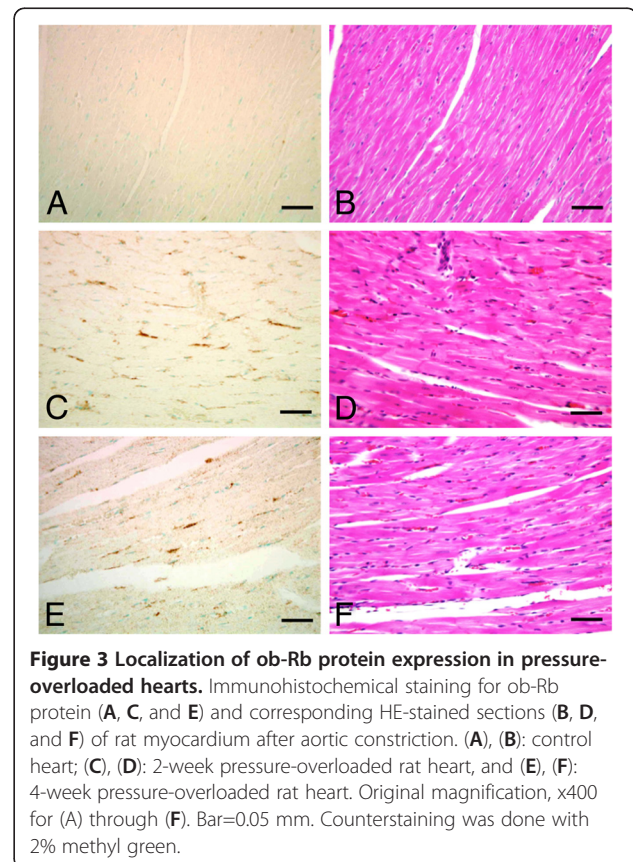 A
B
C
D
E
F
Figure 3 Localization of ob-Rb protein expression in pressure-
overloaded hearts. Immunohistochemical staining for ob-Rb
protein (A, C, and E) and corresponding HE-stained sections (B, D,
and F) of rat myocardium after aortic constriction. (A), (B): control
heart; (C), (D): 2-week pressure-overloaded rat heart, and (E), (F):
4-week pressure-overloaded rat heart. Original magnification, x400
for (A) through (F). Bar=0.05 mm. Counterstaining was done with
2% methyl green.